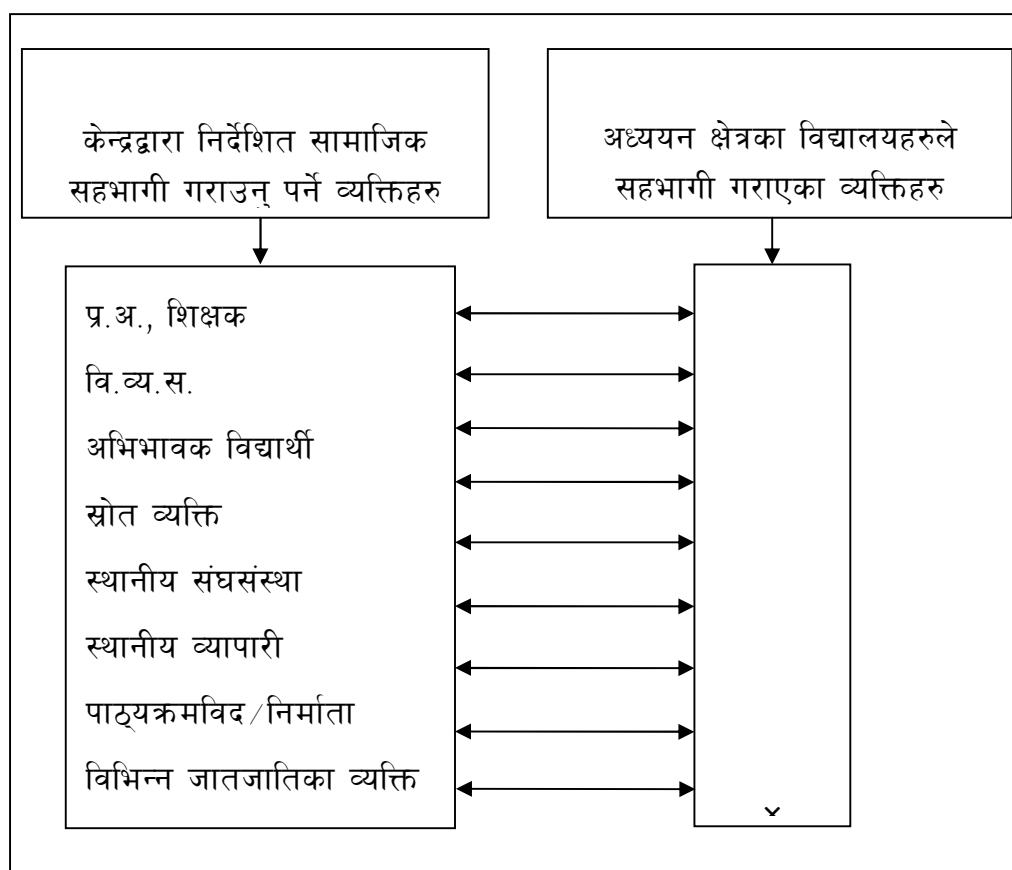 केन्द्रद्वारा निर्देशित सामाजिक
सहभागी गराउनु पर्ने व्यक्तिहरु
अध्ययन क्षेत्रका विद्यालयहरुले
सहभागी गराएका व्यक्तिहरु
प्र.अ., शिक्षक
वि.व्य.स.
अभिभावक विद्यार्थी
स्रोत व्यक्ति
स्थानीय संघसंस्था
स्थानीय व्यापारी
पाठ्यक्रमविद/निर्माता
विभिन्न जातजातिका व्यक्ति
×